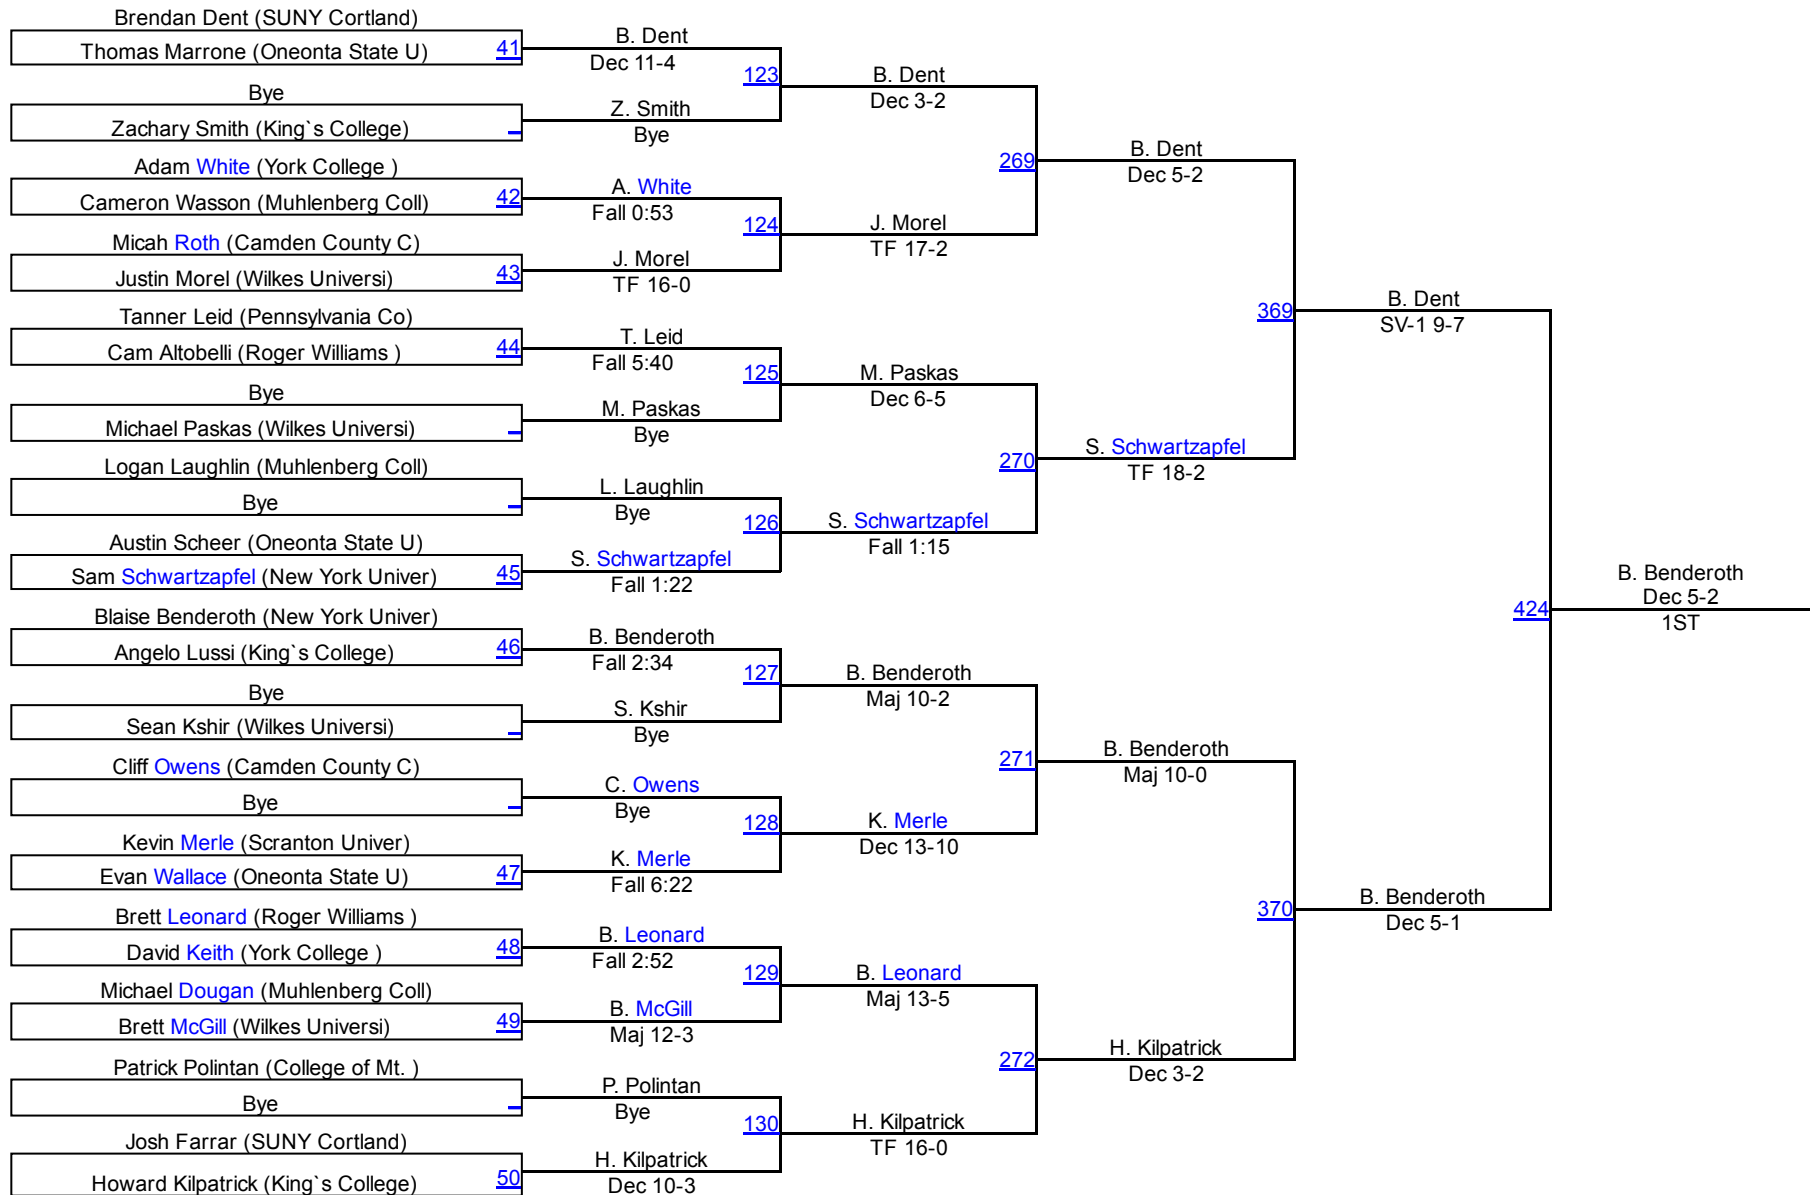 Brendan Dent (SUNY Cortland)
Thomas Marrone (Oneonta State U) 41
Bye
Zachary Smith (King`s College)
Adam White (York College )
Cameron Wasson (Muhlenberg Coll) 42
Micah Roth (Camden County C)
Justin Morel (Wilkes Universi) 43
Tanner Leid (Pennsylvania Co)
Cam Altobelli (Roger Williams ) 44
Bye
Michael Paskas (Wilkes Universi)
Logan Laughlin (Muhlenberg Coll)
Bye
Austin Scheer (Oneonta State U)
Sam Schwartzapfel (New York Univer) 45
Blaise Benderoth (New York Univer)
Angelo Lussi (King`s College) 46
Bye
Sean Kshir (Wilkes Universi)
Cliff Owens (Camden County C)
Bye
Kevin Merle (Scranton Univer)
Evan Wallace (Oneonta State U) 47
Brett Leonard (Roger Williams )
David Keith (York College ) 48
Michael Dougan (Muhlenberg Coll)
Brett McGill (Wilkes Universi) 49
Patrick Polintan (College of Mt. )
Bye
Josh Farrar (SUNY Cortland)
Howard Kilpatrick (King`s College) 50
B. Dent
Dec 11-4
123
Z. Smith
Bye
A. White
Fall 0:53
124
J. Morel
TF 16-0
T. Leid
Fall 5:40
125
M. Paskas
Bye
L. Laughlin
Bye
126
S. Schwartzapfel
Fall 1:22
B. Benderoth
Fall 2:34
127
S. Kshir
Bye
C. Owens
Bye
128
K. Merle
Fall 6:22
B. Leonard
Fall 2:52
129
B. McGill
Maj 12-3
P. Polintan
Bye
130
H. Kilpatrick
Dec 10-3
B. Dent
Dec 3-2
269
J. Morel
TF 17-2
M. Paskas
Dec 6-5
270
S. Schwartzapfel
Fall 1:15
B. Benderoth
Maj 10-2
271
K. Merle
Dec 13-10
B. Leonard
Maj 13-5
272
H. Kilpatrick
TF 16-0
B. Dent
Dec 5-2
369
S. Schwartzapfel
TF 18-2
B. Benderoth
Maj 10-0
370
H. Kilpatrick
Dec 3-2
B. Dent
SV-1 9-7
424
B. Benderoth
Dec 5-1
B. Benderoth
Dec 5-2
1ST